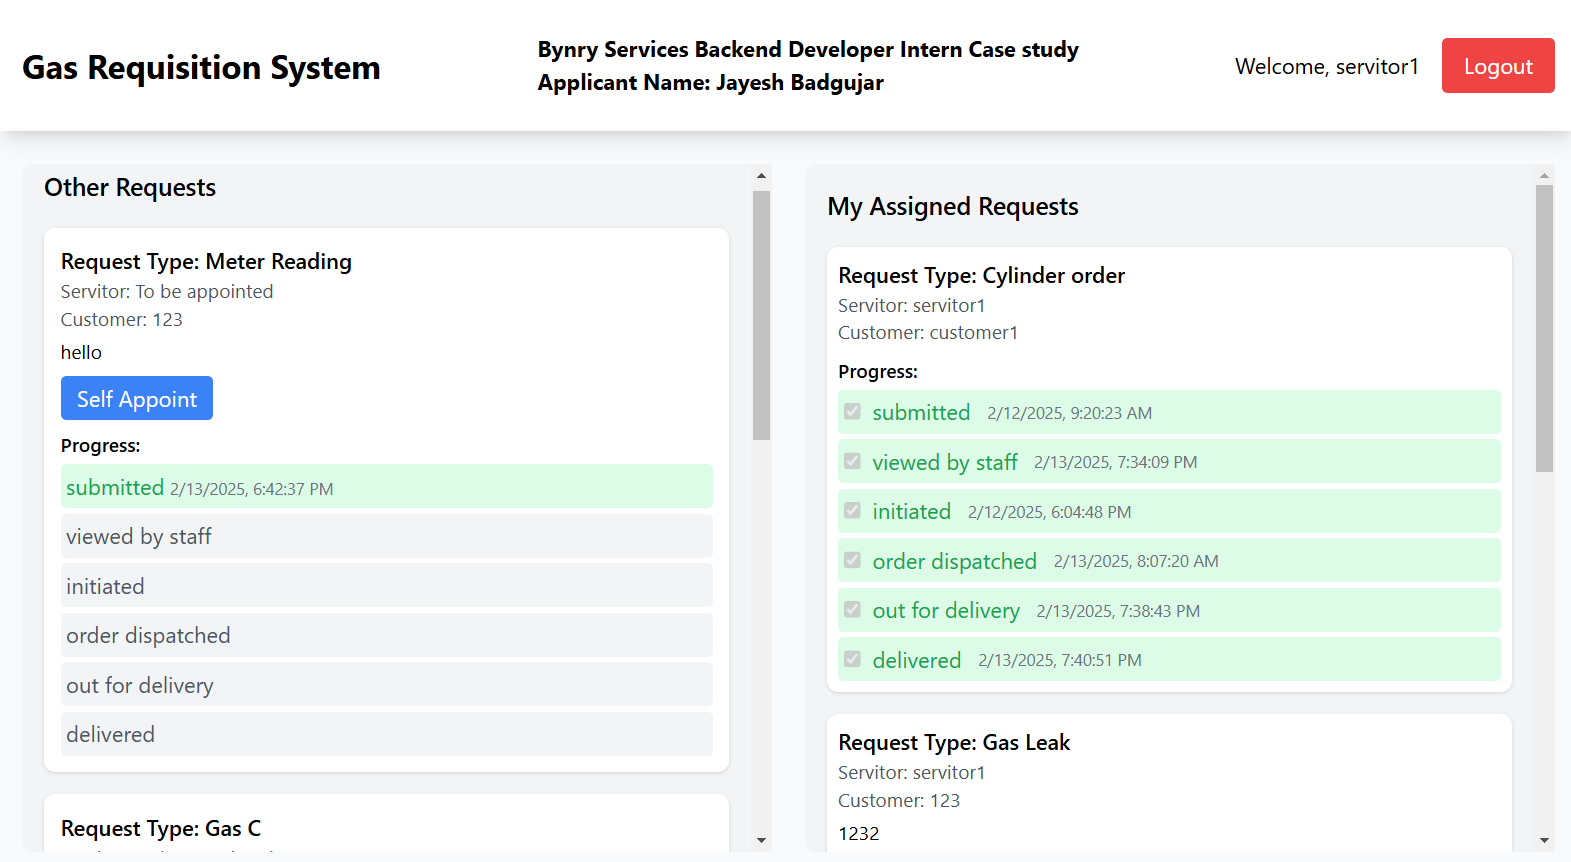 Gas Requisition System
Bynry Services Backend Developer Intern Case study
Applicant Name: Jayesh Badgujar
Welcome, servitor1
Logout
Other Requests
Request Type: Meter Reading
Servitor: To be appointed
Customer: 123
hello
Self Appoint
Progress:
submitted 2/13/2025, 6:42:37 PM
viewed by staff
initiated
order dispatched
out for delivery
delivered
Request Type: Gas C
My Assigned Requests
Request Type: Cylinder order
Servitor: servitor1
Customer: customer1
Progress:
submitted 2/12/2025, 9:20:23 AM
viewed by staff 2/13/2025, 7:34:09 PM
initiated 2/12/2025, 6:04:48 PM
order dispatched 2/13/2025, 8:07:20 AM
out for delivery 2/13/2025, 7:38:43 PM
delivered 2/13/2025, 7:40:51 PM
Request Type: Gas Leak
Servitor: servitor1
Customer: 123
1232